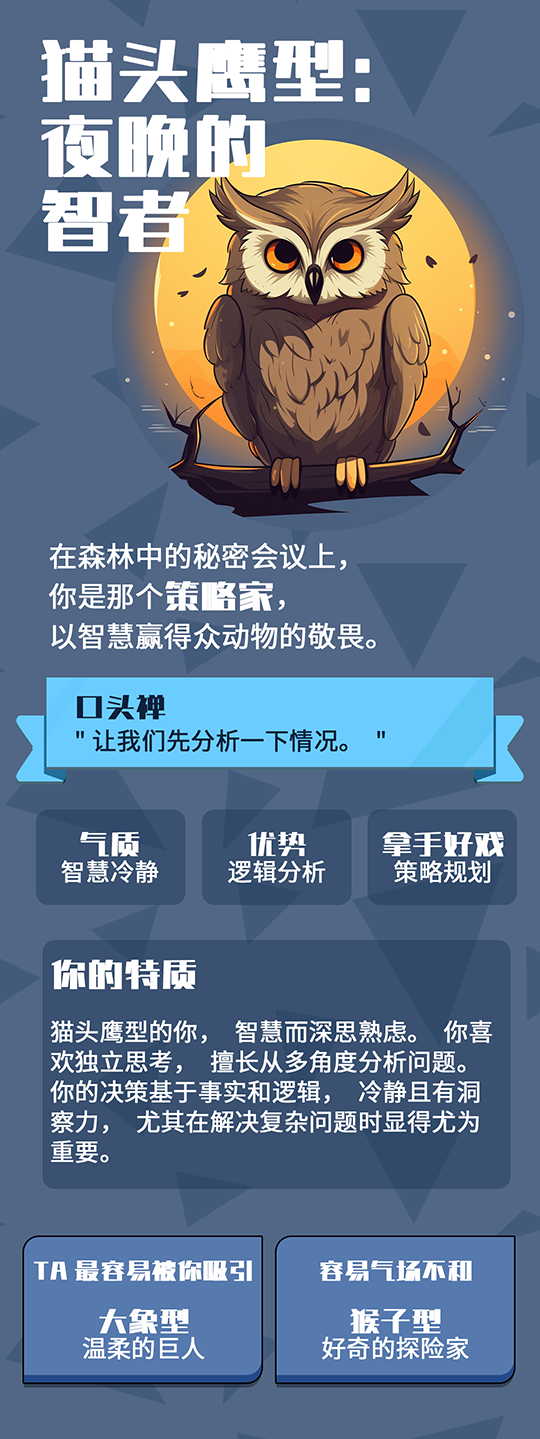 猫头鹰型：
夜晚的
智者
在森林中的秘密会议上，
你是那个策略家，
以智慧赢得众动物的敬畏。
口头禅
"让我们先分析一下情况。 "
气质
智慧冷静
优势
逻辑分析
拿手好戏
策略规划
你的特质
猫头鹰型的你， 智慧而深思熟虑。 你喜
欢独立思考， 擅长从多角度分析问题。
你的决策基于事实和逻辑， 冷静且有洞
察力， 尤其在解决复杂问题时显得尤为
重要。
TA 最容易被你吸引
大象型
温柔的巨人
容易气场不和
猴子型
好奇的探险家